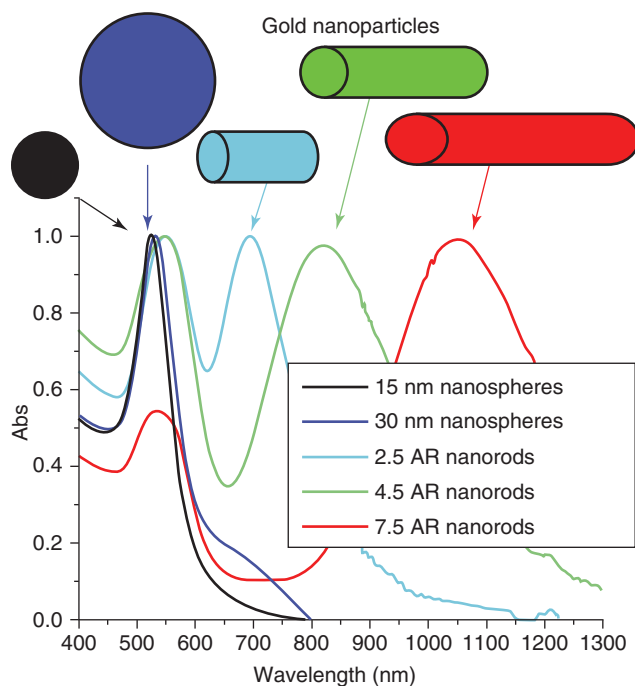 Gold nanoparticles
1.0
0.8
0.6
0.4
0.2
0.0
Abs
15 nm nanospheres
30 nm nanospheres
2.5 AR nanorods
4.5 AR nanorods
7.5 AR nanorods
400 500 600 700 800 900 1000 1100 1200 1300
Wavelength (nm)